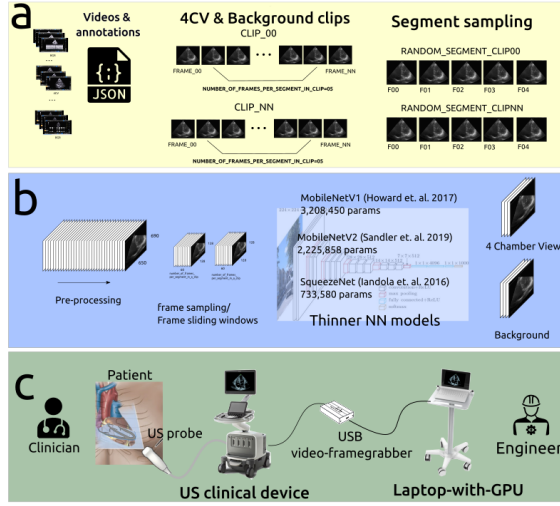 a
Videos &
annotations
{;}
JSON
4CV & Background clips
CLIP_00
FRAME_00
FRAME_NN
NUMBER_OF_FRAMES_PER_SEGMENT_IN_CLIP=05
CLIP_NN
FRAME_00
FRAME_NN
NUMBER_OF_FRAMES_PER_SEGMENT_IN_CLIP=05
Segment sampling
RANDOM_SEGMENT_CLIP00
F00 F01 F02 F03 F04
RANDOM_SEGMENT_CLIPNN
F00 F01 F02 F03 F04
b
690
650
Pre-processing
frame sampling/
Frame sliding windows
MobileNetV1 (Howard et. al. 2017)
3,208,450 params
MobileNetV2 (Sandler et. al. 2019)
2,225,858 params
SqueezeNet (Iandola et. al, 2016)
733,580 params
Thinner NN models
4 Chamber View
Background
c
Clinician
Patient
US probe
US clinical device
USB
video-framegrabber
Laptop-with-GPU
Engineer